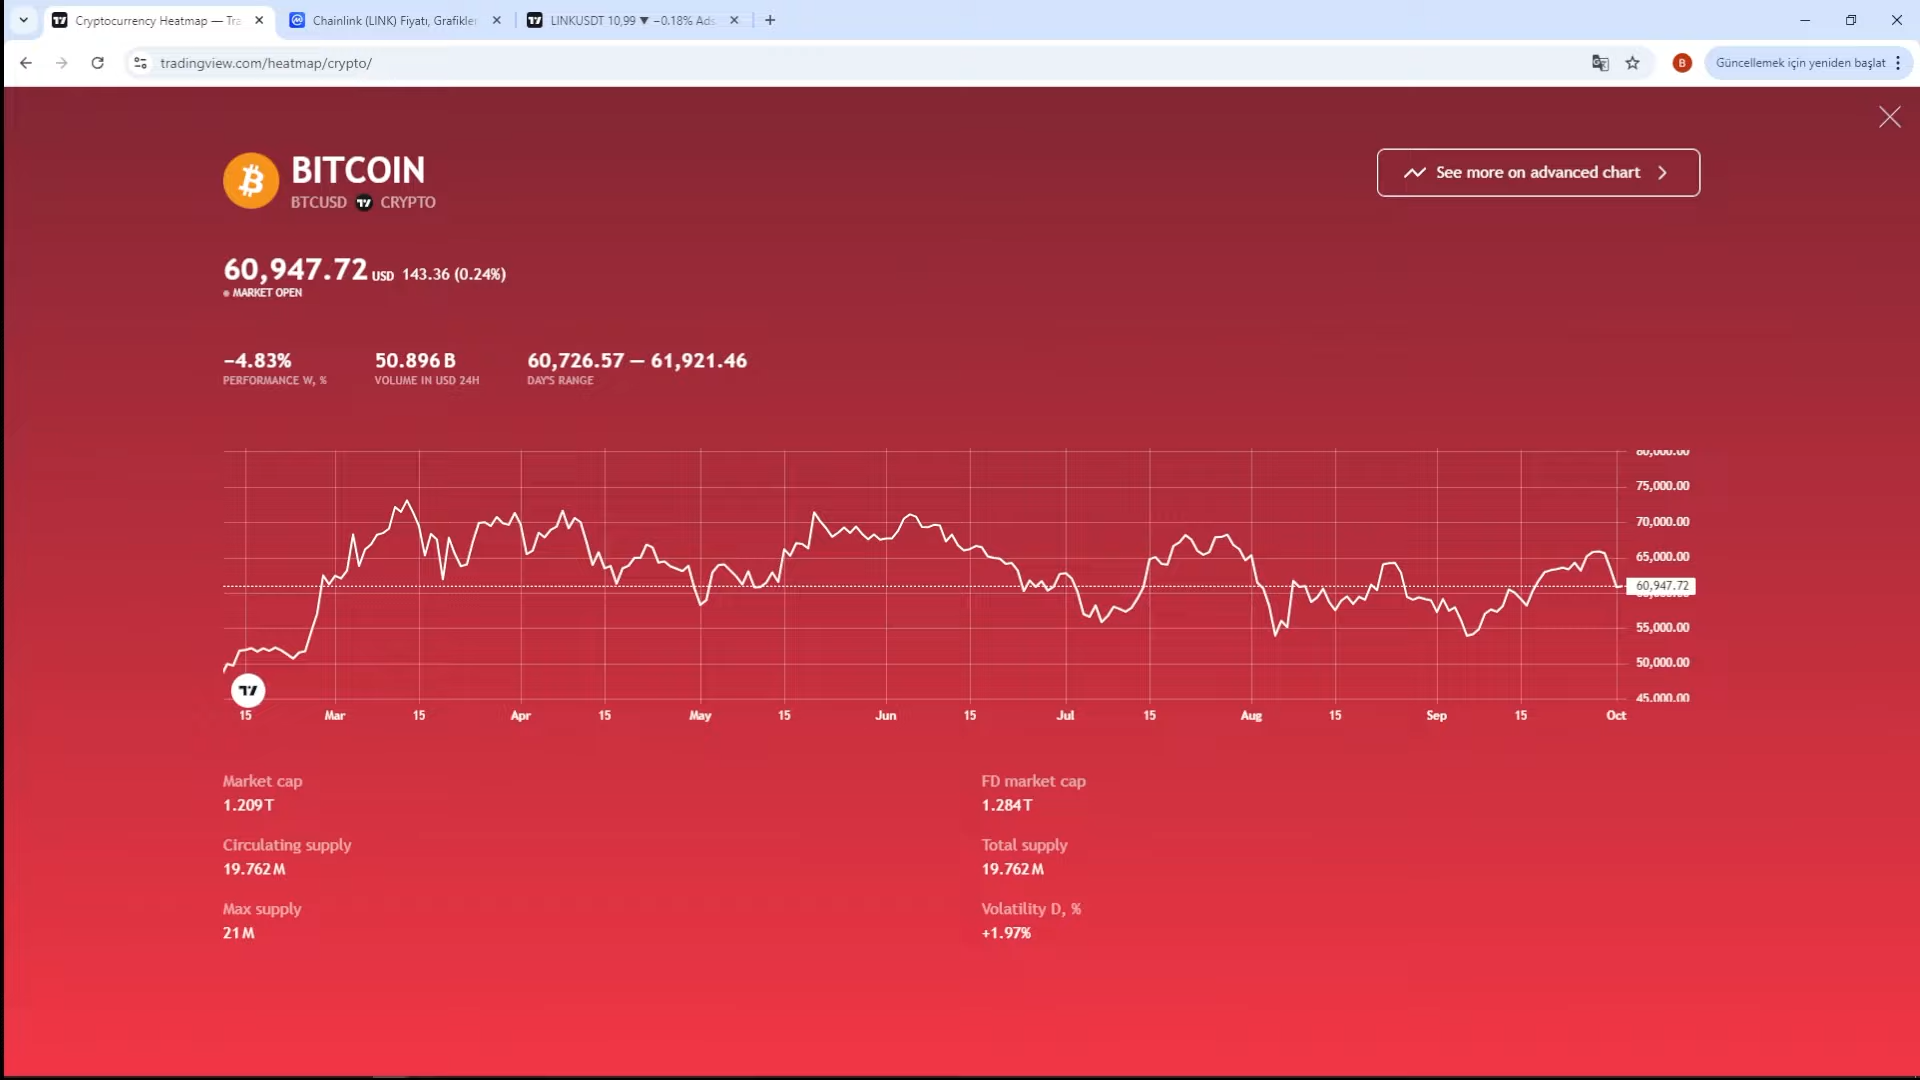 Cryptocurrency Heatmap — Tra
Chainlink (LINK) Fiyatı, Grafikler
LINKUSDT 10,99 ▼ −0.18% Ads
tradingview.com/heatmap/crypto/
B
Güncellemek için yeniden başlat
BITCOIN
BTCUSD CRYPTO
See more on advanced chart
60,947.72 USD 143.36 (0.24%)
MARKET OPEN
−4.83% 50.896 B 60,726.57 — 61,921.46
PERFORMANCE W, % VOLUME IN USD 24H DAY'S RANGE
80,000.00
75,000.00
70,000.00
65,000.00
60,947.72
55,000.00
50,000.00
45,000.00
15 Mar 15 Apr 15 May 15 Jun 15 Jul 15 Aug 15 Sep 15 Oct
Market cap
1.209 T
FD market cap
1.284 T
Circulating supply
19.762 M
Total supply
19.762 M
Max supply
21 M
Volatility D, %
+1.97%